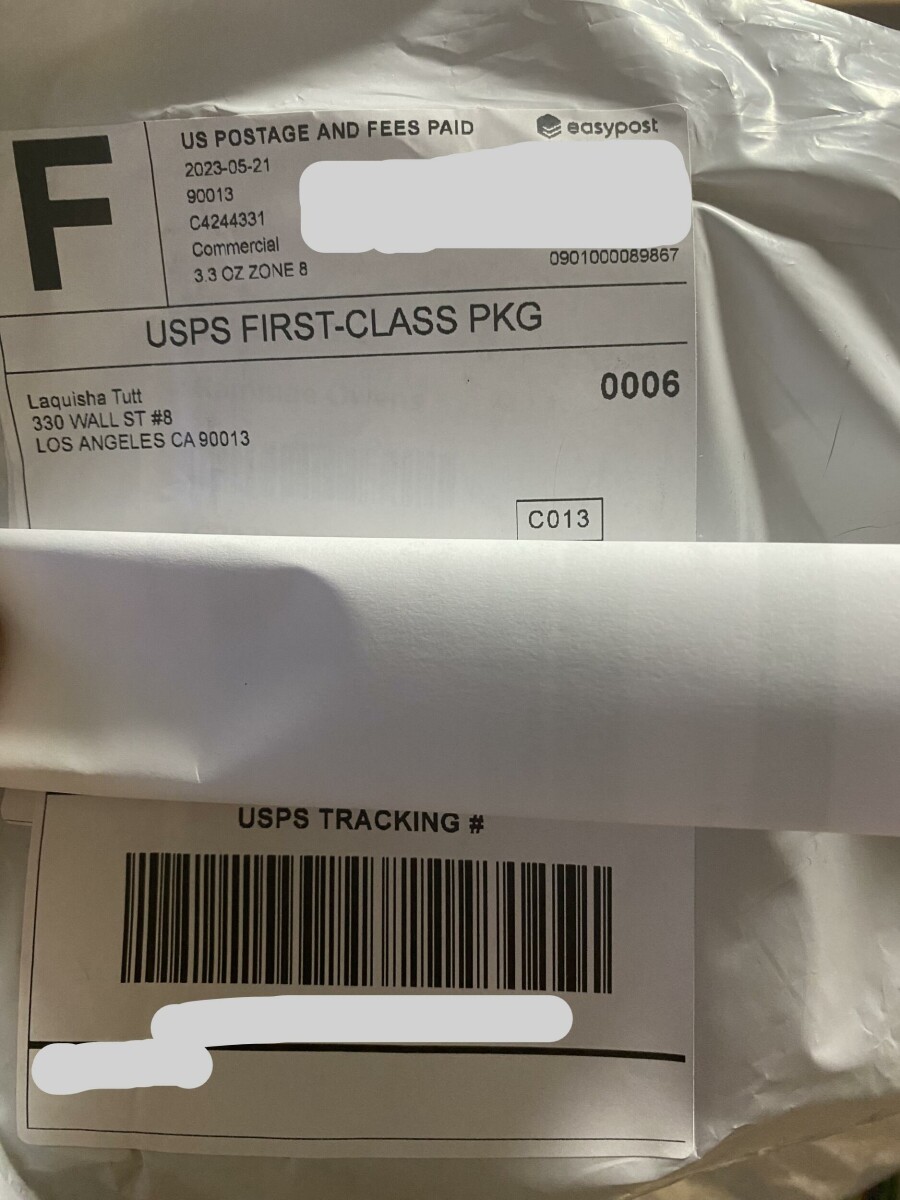 F
US POSTAGE AND FEES PAID
easypost
2023-05-21
90013
C4244331
Commercial
3.3 OZ ZONE 8
0901000089867
USPS FIRST-CLASS PKG
Laquisha Tutt
330 WALL ST #8
LOS ANGELES CA 90013
0006
C013
USPS TRACKING #